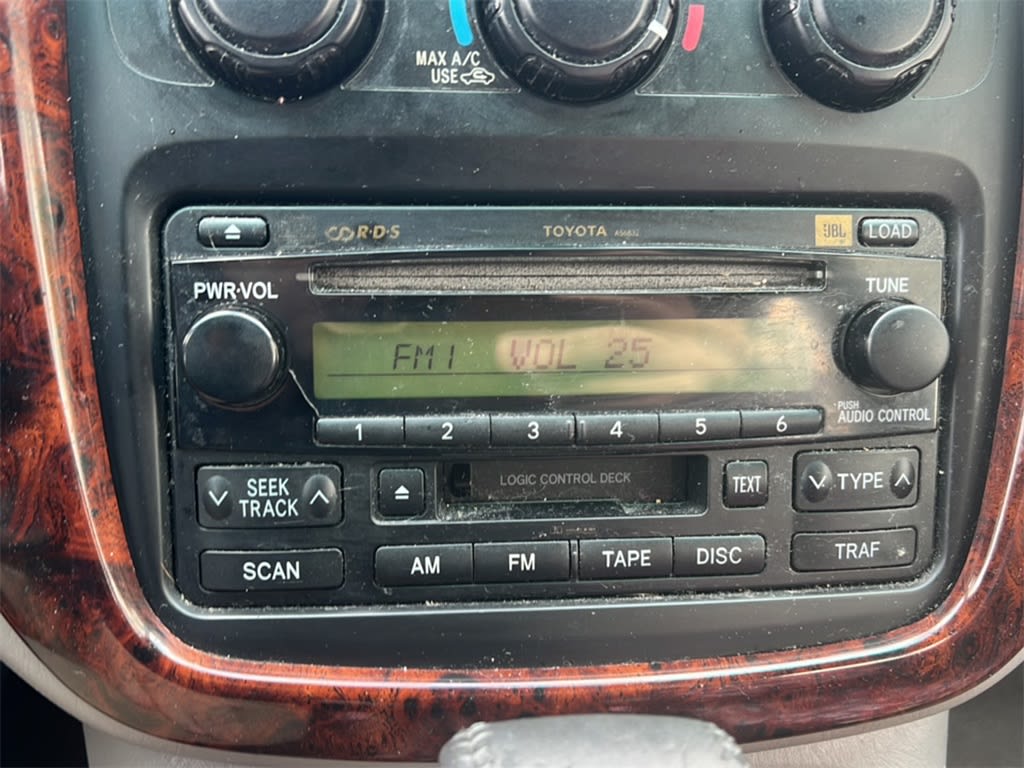 MAX A/C
USE
R·D·S
TOYOTA A56832
JBL
LOAD
PWR·VOL
TUNE
FM1 VOL 25
PUSH
AUDIO CONTROL
1 2 3 4 5 6
SEEK
TRACK
LOGIC CONTROL DECK
TEXT
TYPE
SCAN
AM FM TAPE DISC
TRAF